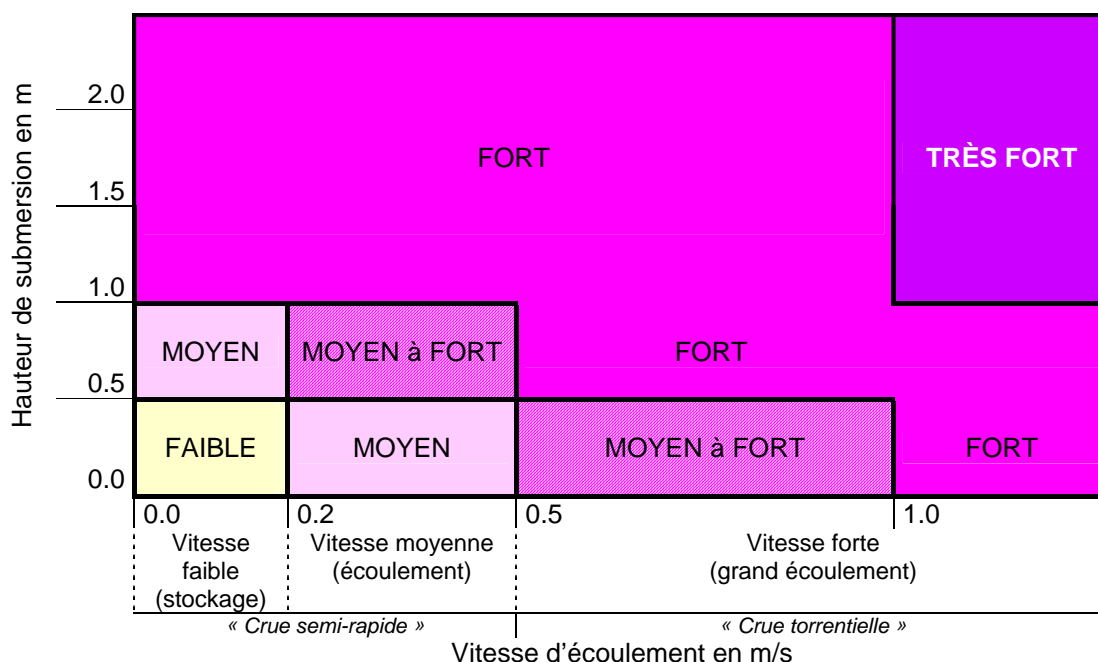 Hauteur de submersion en m
2.0
FORT
TRÈS FORT
1.5
1.0
MOYEN
MOYEN à FORT
FORT
0.5
FAIBLE
MOYEN
MOYEN à FORT
FORT
0.0
0.0 0.2 0.5 1.0
Vitesse
faible
(stockage)
Vitesse moyenne
(écoulement)
Vitesse forte
(grand écoulement)
« Crue semi-rapide »
« Crue torrentielle »
Vitesse d'écoulement en m/s